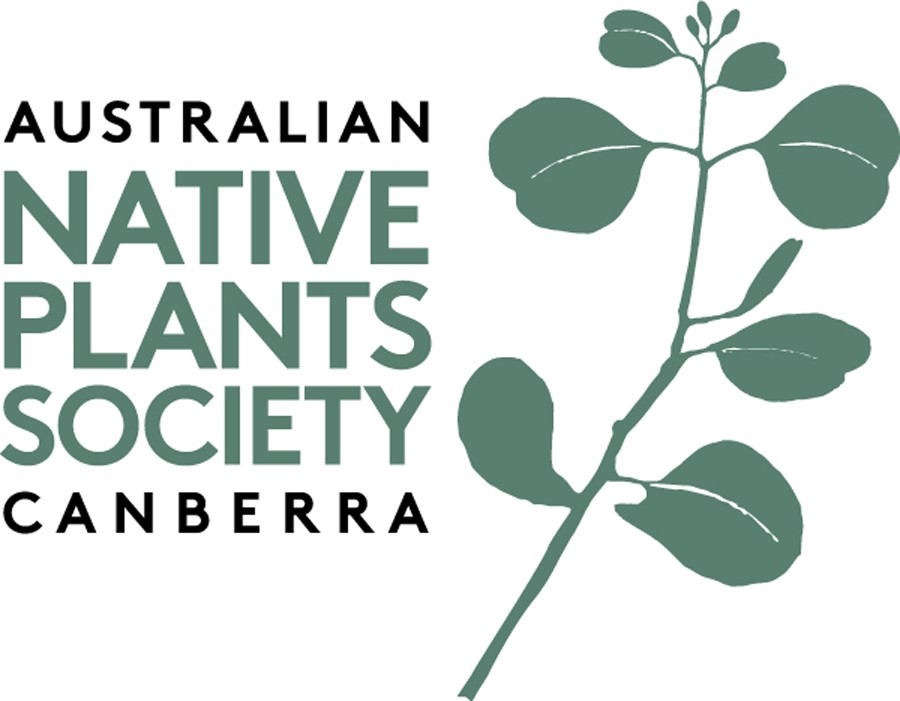 AUSTRALIAN
NATIVE
PLANTS
SOCIETY
CANBERRA